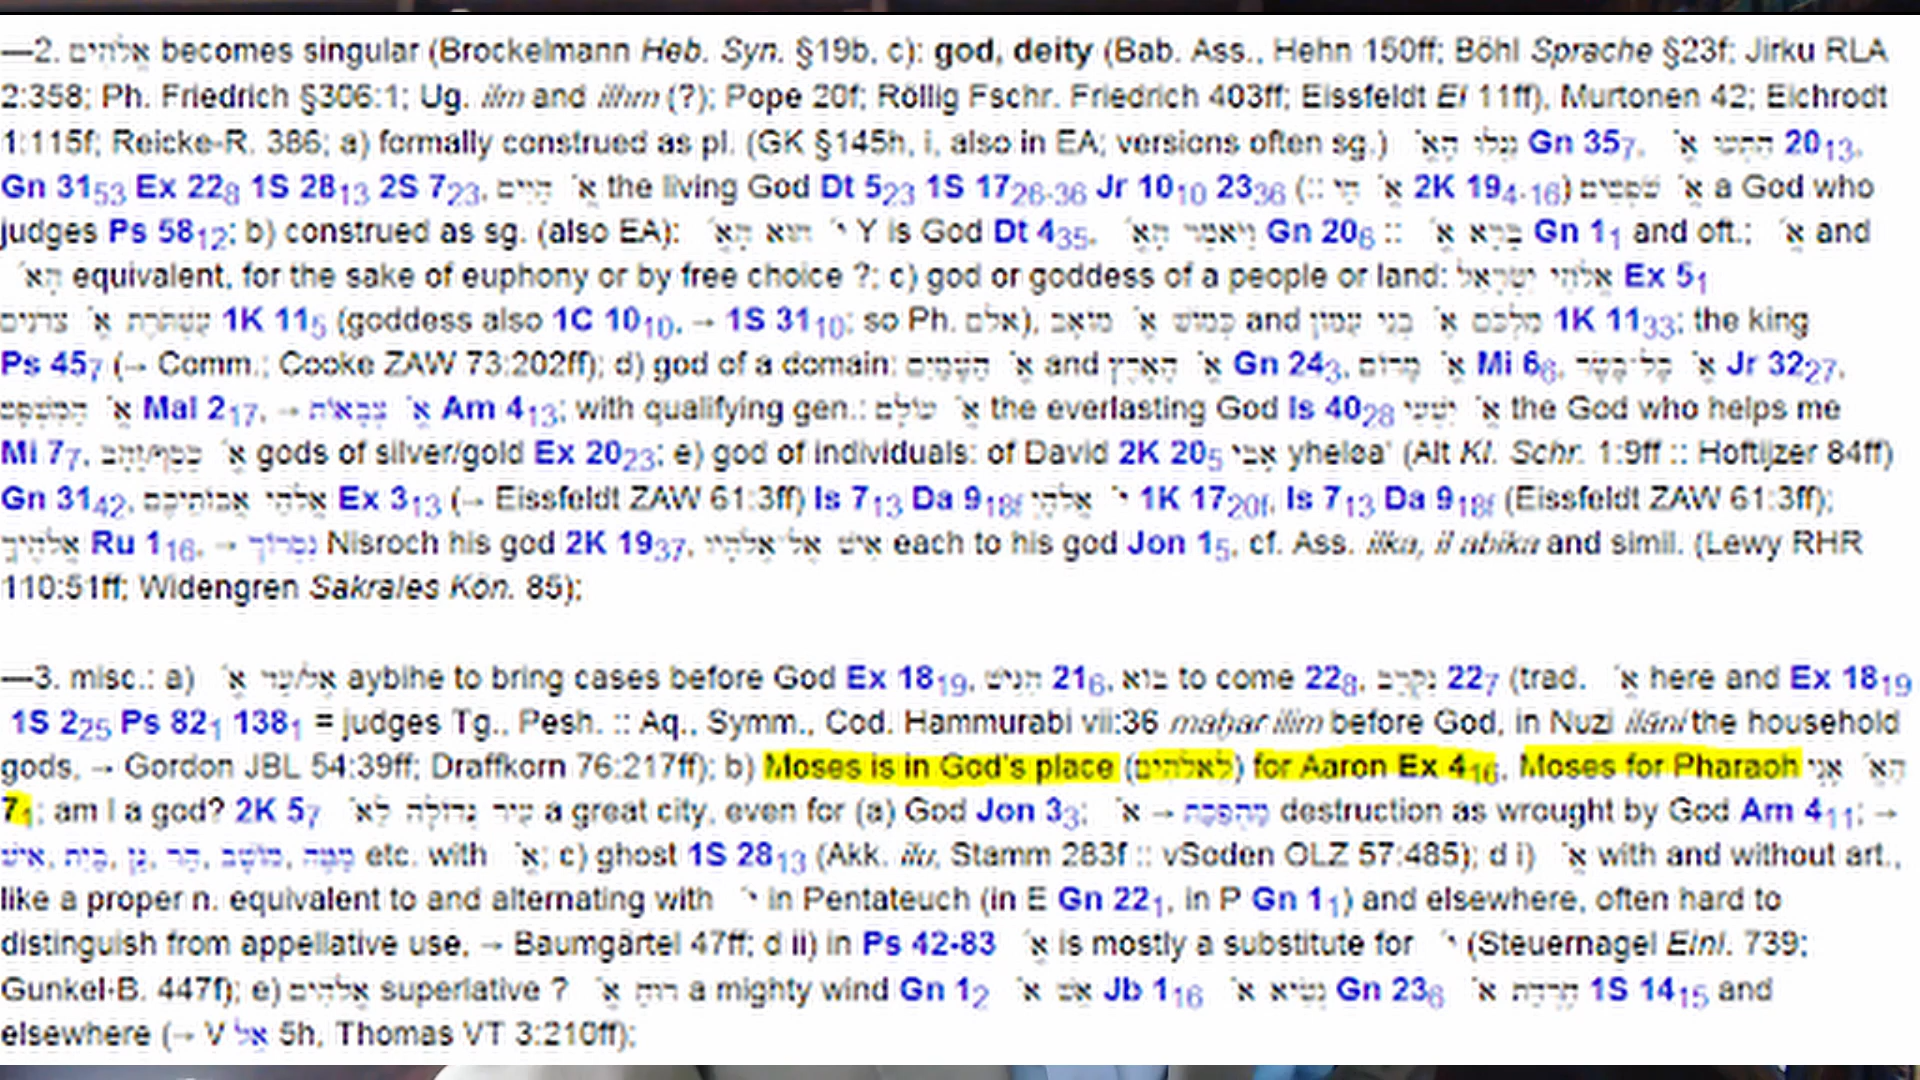 —2. אֱלֹהִים becomes singular (Brockelmann Heb. Syn. §19b, c): god, deity (Bab. Ass., Hehn 150ff; Böhl Sprache §23f; Jirku RLA
2:358; Ph. Friedrich §306:1; Ug. ilm and ilhm (?); Pope 20f; Röllig Fschr. Friedrich 403ff; Eissfeldt El 11ff), Murtonen 42; Eichrodt
1:115f; Reicke-R. 386; a) formally construed as pl. (GK §145h, i, also in EA; versions often sg.) Gn 357, 2013,
Gn 3153 Ex 228 1S 2813 2S 723, the living God Dt 523 1S 1726·36 Jr 1010 2336 (:: 2K 194·16) a God who
judges Ps 5812; b) construed as sg. (also EA): Y is God Dt 435, Gn 206 :: Gn 11 and oft.; א´ and
הָא´ equivalent, for the sake of euphony or by free choice ?; c) god or goddess of a people or land: אֱלֹהֵי יִשְׂרָאֵל Ex 51
1K 115 (goddess also 1C 1010, → 1S 3110; so Ph. אלם), and 1K 1133; the king
Ps 457 (→ Comm.; Cooke ZAW 73:202ff); d) god of a domain: and Gn 243, Mi 66, Jr 3227,
Mal 217, → Am 413; with qualifying gen.: the everlasting God Is 4028 the God who helps me
Mi 77, gods of silver/gold Ex 2023; e) god of individuals: of David 2K 205 yheloa' (Alt Kl. Schr. 1:9ff :: Hoftijzer 84ff)
Gn 3142, Ex 313 (→ Eissfeldt ZAW 61:3ff) Is 713 Da 918f 1K 1720f, Is 713 Da 918f (Eissfeldt ZAW 61:3ff);
Ru 116, → Nisroch his god 2K 1937, each to his god Jon 15, cf. Ass. and simil. (Lewy RHR
110:51ff; Widengren Sakrales Kön. 85);
—3. misc.: a) aybihe to bring cases before God Ex 1819, 216, to come 228, 227 (trad. א´ here and Ex 1819
1S 225 Ps 821 1381 = judges Tg., Pesh. :: Aq., Symm., Cod. Hammurabi vii:36 maḫar ilim before God, in Nuzi ilāni the household
gods, → Gordon JBL 54:39ff; Draffkorn 76:217ff); b) Moses is in God's place (לֵאלֹהִים) for Aaron Ex 416, Moses for Pharaoh
71; am I a god? 2K 57 a great city, even for (a) God Jon 33; א´ → destruction as wrought by God Am 411; →
etc. with א´; c) ghost 1S 2813 (Akk. ilu, Stamm 283f :: vSoden OLZ 57:485); d i) א´ with and without art.,
like a proper n. equivalent to and alternating with in Pentateuch (in E Gn 221, in P Gn 11) and elsewhere, often hard to
distinguish from appellative use, → Baumgärtel 47ff; d ii) in Ps 42-83 א´ is mostly a substitute for (Steuernagel Einl. 739;
Gunkel-B. 447f); e) אֱלֹהִים superlative ? a mighty wind Gn 12 Jb 116 Gn 236 1S 1415 and
elsewhere (→ V אֵל 5h, Thomas VT 3:210ff);